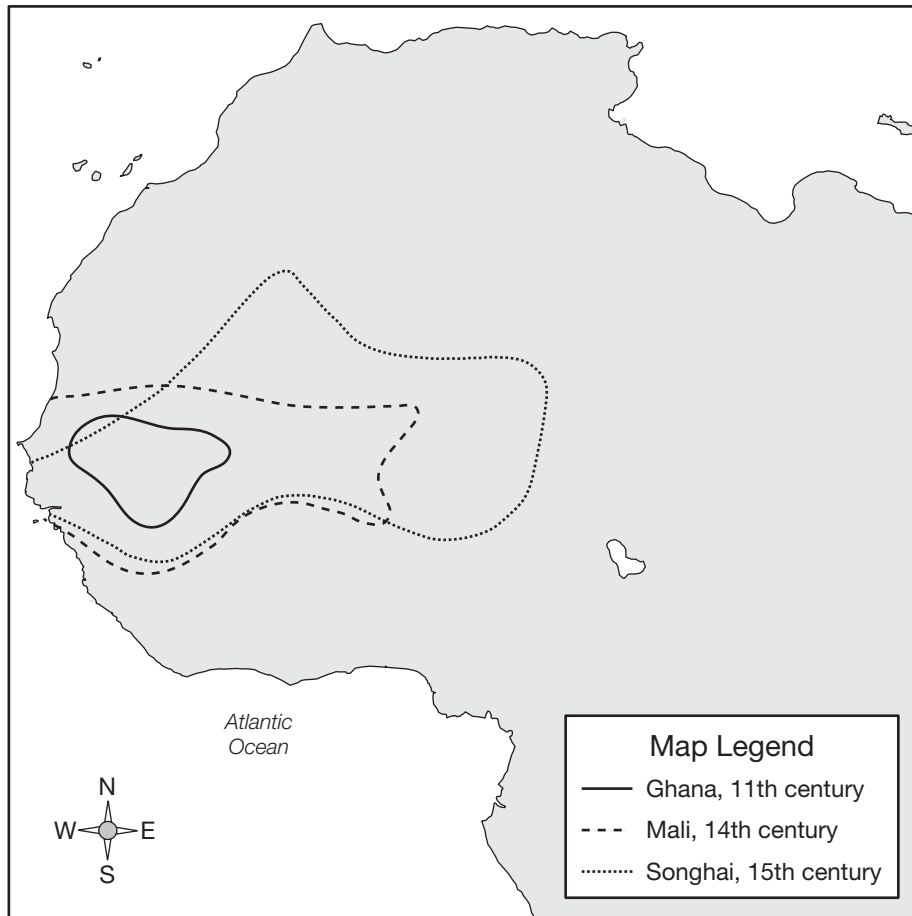 Atlantic
Ocean
N
W E
S
Map Legend
Ghana, 11th century
Mali, 14th century
Songhai, 15th century